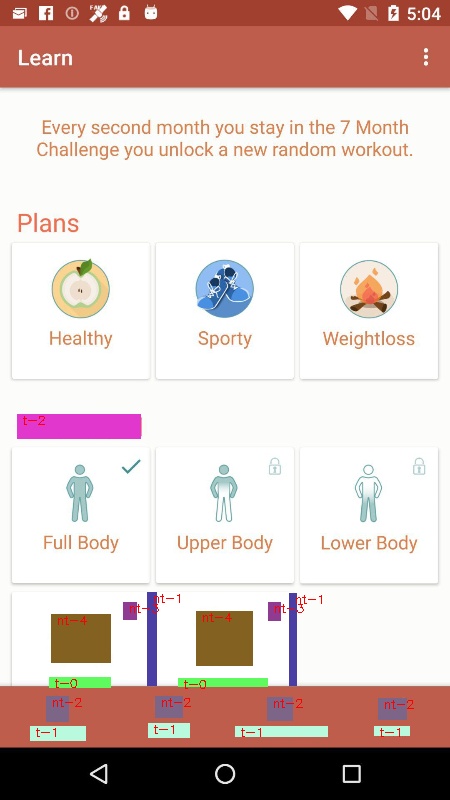 FAKE
5:04
Learn
Every second month you stay in the 7 Month
Challenge you unlock a new random workout.
Plans
Healthy
Sporty
Weightloss
t-2
Full Body
Upper Body
Lower Body
nt-1
nt-1
nt-3
nt-3
nt-4
nt-4
t-0
t-0
nt-2
nt-2
nt-2
nt-2
t-1
t-1
t-1
t-1